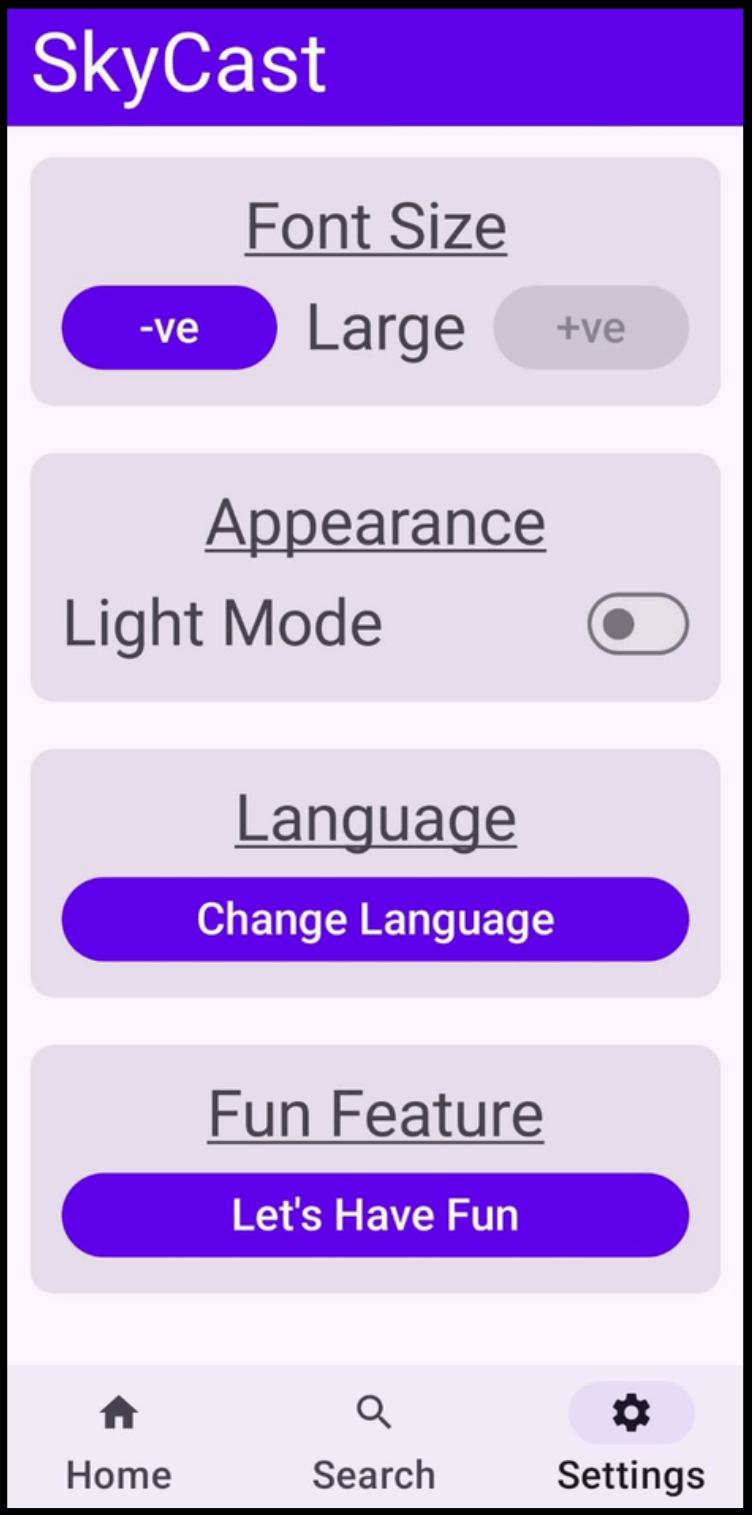 SkyCast
Font Size
-ve Large +ve
Appearance
Light Mode
Language
Change Language
Fun Feature
Let's Have Fun
Home Search Settings